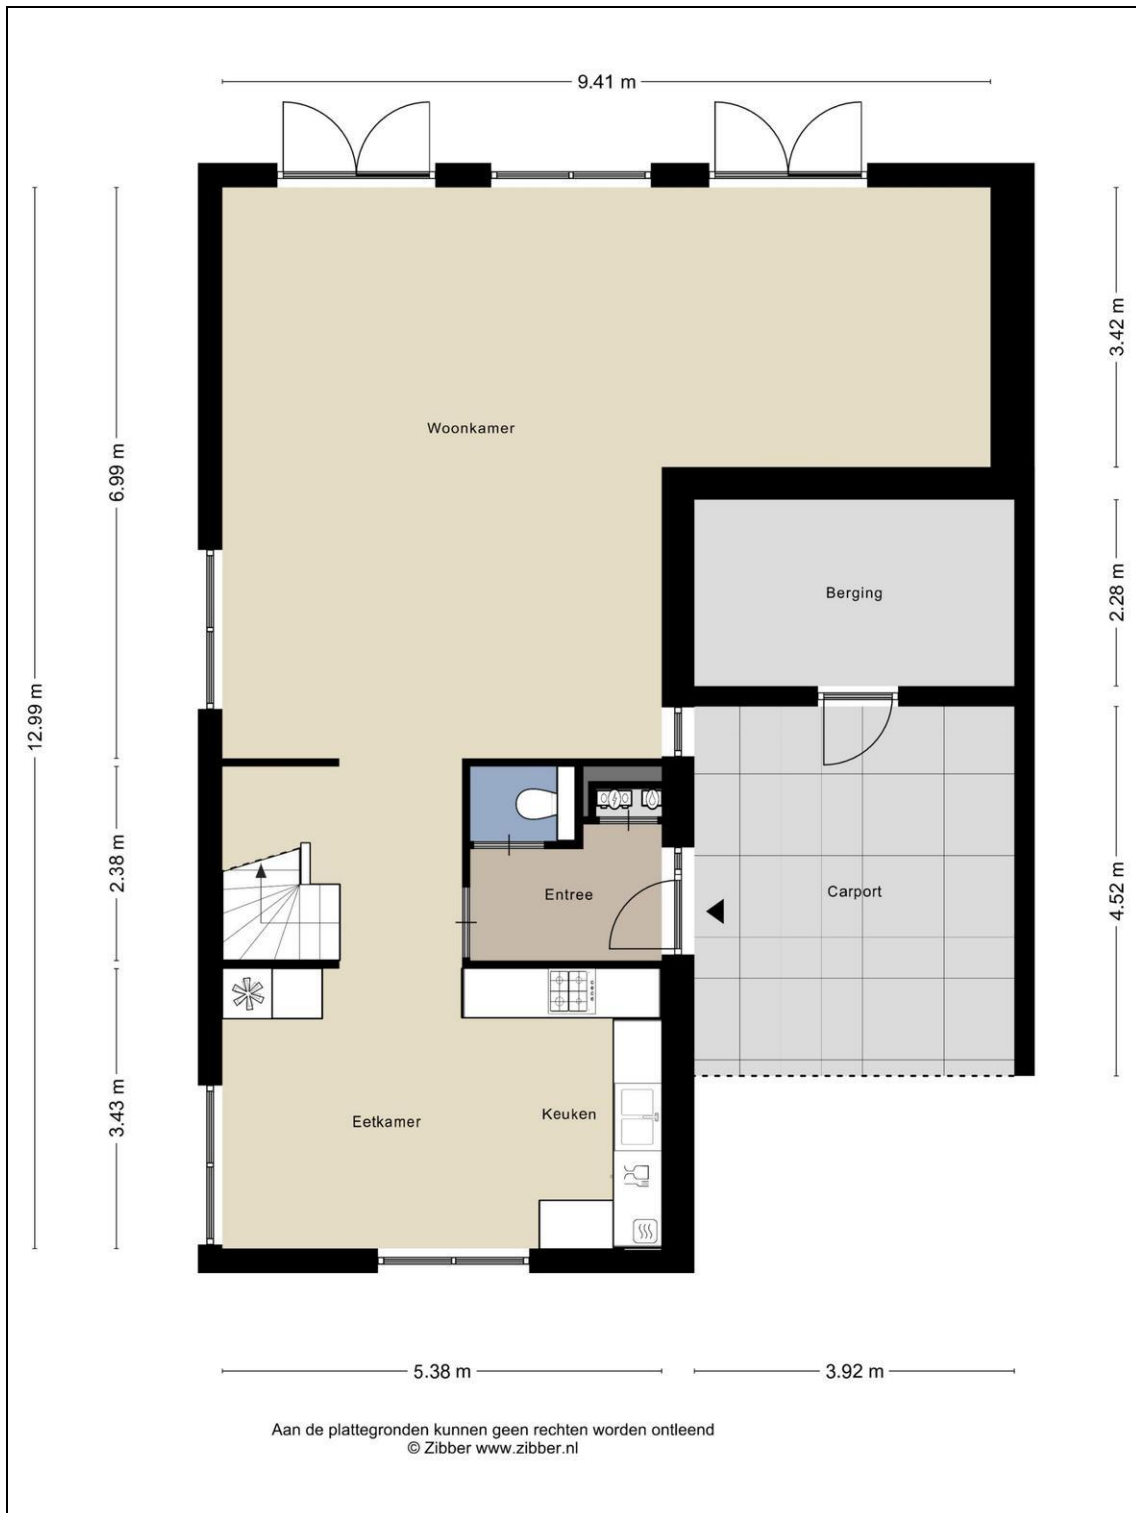 9.41 m
3.42 m
Woonkamer
6.99 m
2.28 m
Berging
12.99 m
2.38 m
Entree
Carport
4.52 m
3.43 m
Eetkamer
Keuken
5.38 m
3.92 m
Aan de plattegronden kunnen geen rechten worden ontleend
© Zibber www.zibber.nl